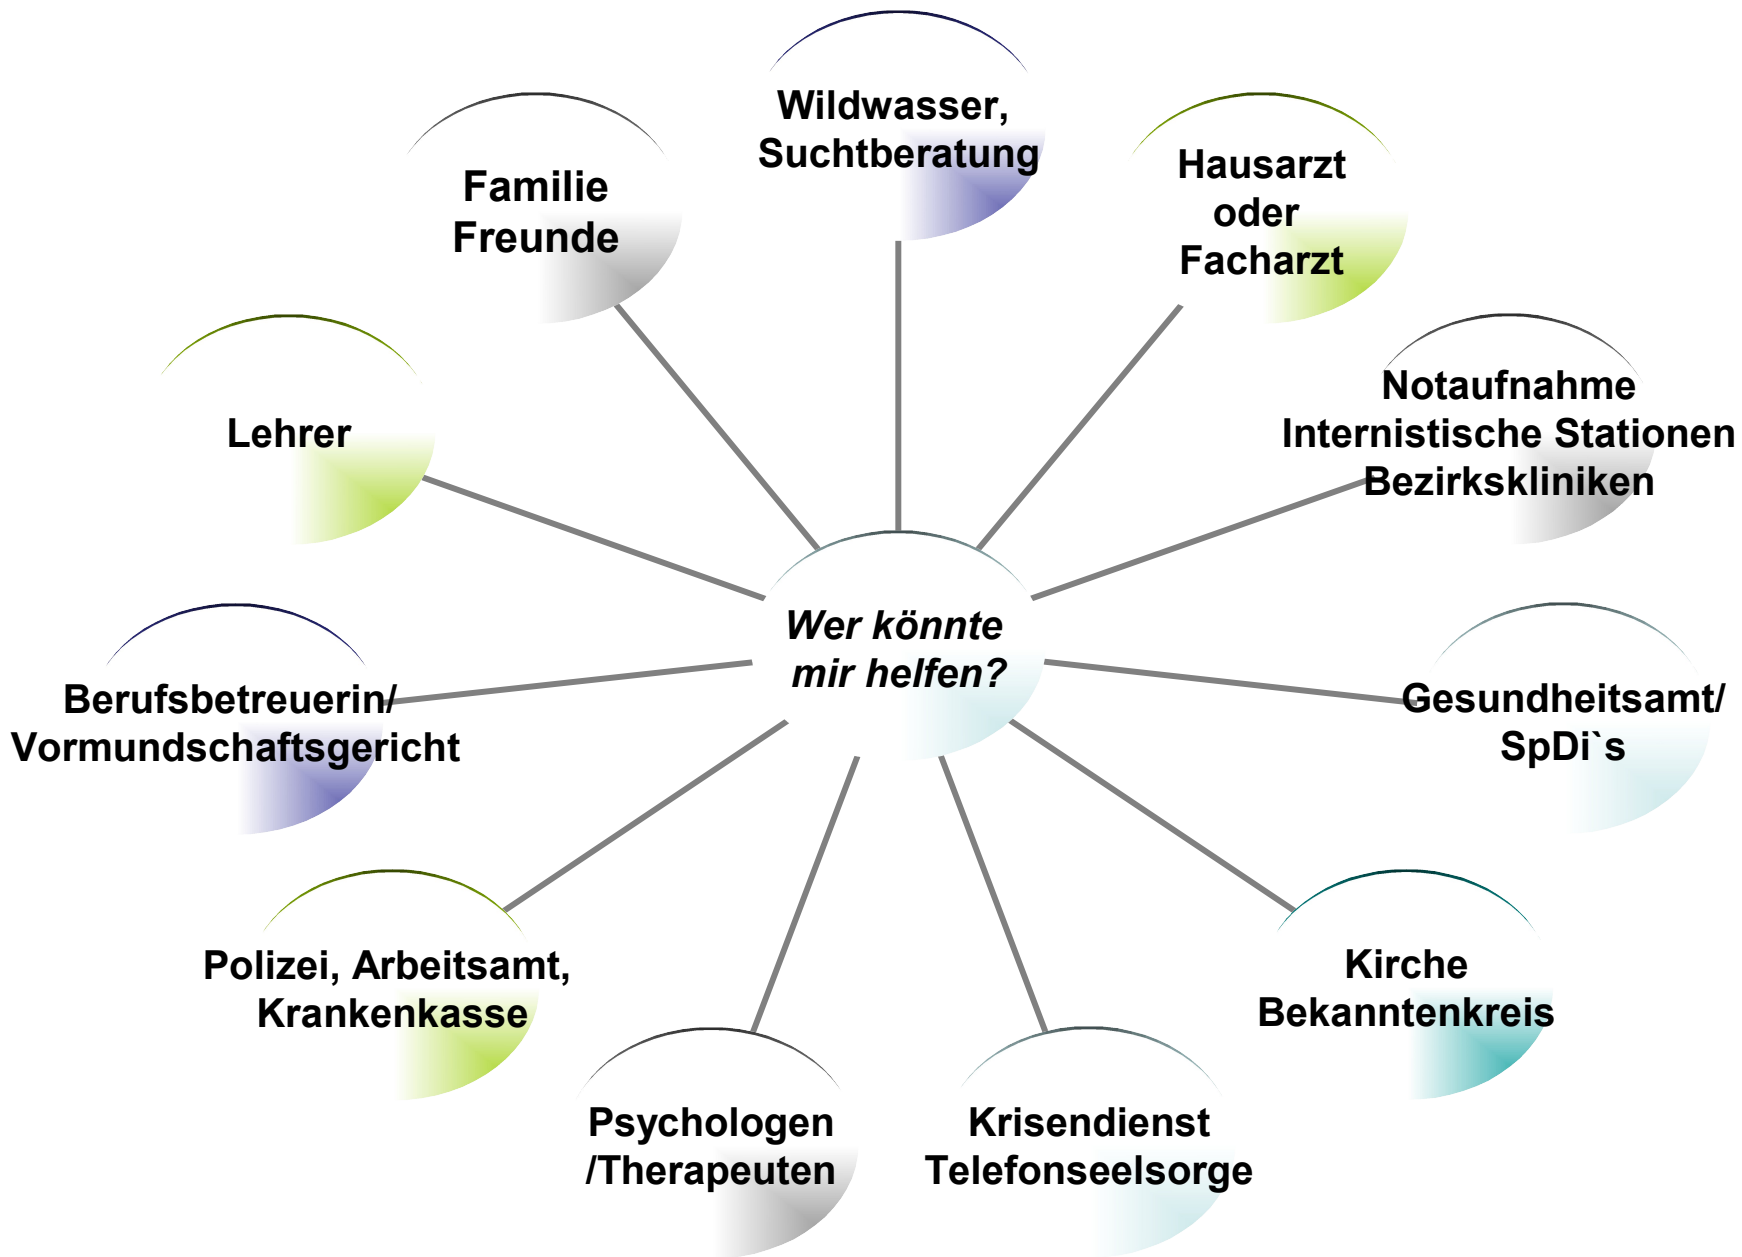 Wildwasser,
Suchtberatung
Familie
Freunde
Hausarzt
oder
Facharzt
Lehrer
Notaufnahme
Internistische Stationen
Bezirkskliniken
Wer könnte
mir helfen?
Berufsbetreuerin/
Vormundschaftsgericht
Gesundheitsamt/
SpDi`s
Polizei, Arbeitsamt,
Krankenkasse
Kirche
Bekanntenkreis
Psychologen
/Therapeuten
Krisendienst
Telefonseelsorge